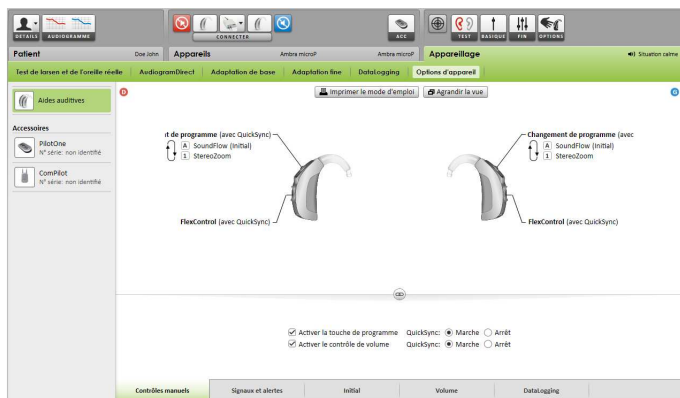 DETAILS AUDIOGRAMME CONNECTER ACC TEST BASIQUE FIN OPTIONS
Patient Doe John Appareils Ambra microP Ambra microP Appareillage Situation calme
Test de larsen et de l'oreille réelle AudiogramDirect Adaptation de base Adaptation fine DataLogging Options d'appareil
Aides auditives
D Imprimer le mode d'emploi Agrandir la vue G
Accessoires
PilotOne
N° série: non identifié
ComPilot
N° série: non identifié
nt de programme (avec QuickSync)
A SoundFlow (Initial)
1 StereoZoom
FlexControl (avec QuickSync)
Changement de programme (avec
A SoundFlow (Initial)
1 StereoZoom
FlexControl (avec QuickSync)
Activer la touche de programme QuickSync: Marche Arrêt
Activer le contrôle de volume QuickSync: Marche Arrêt
Contrôles manuels Signaux et alertes Initial Volume DataLogging